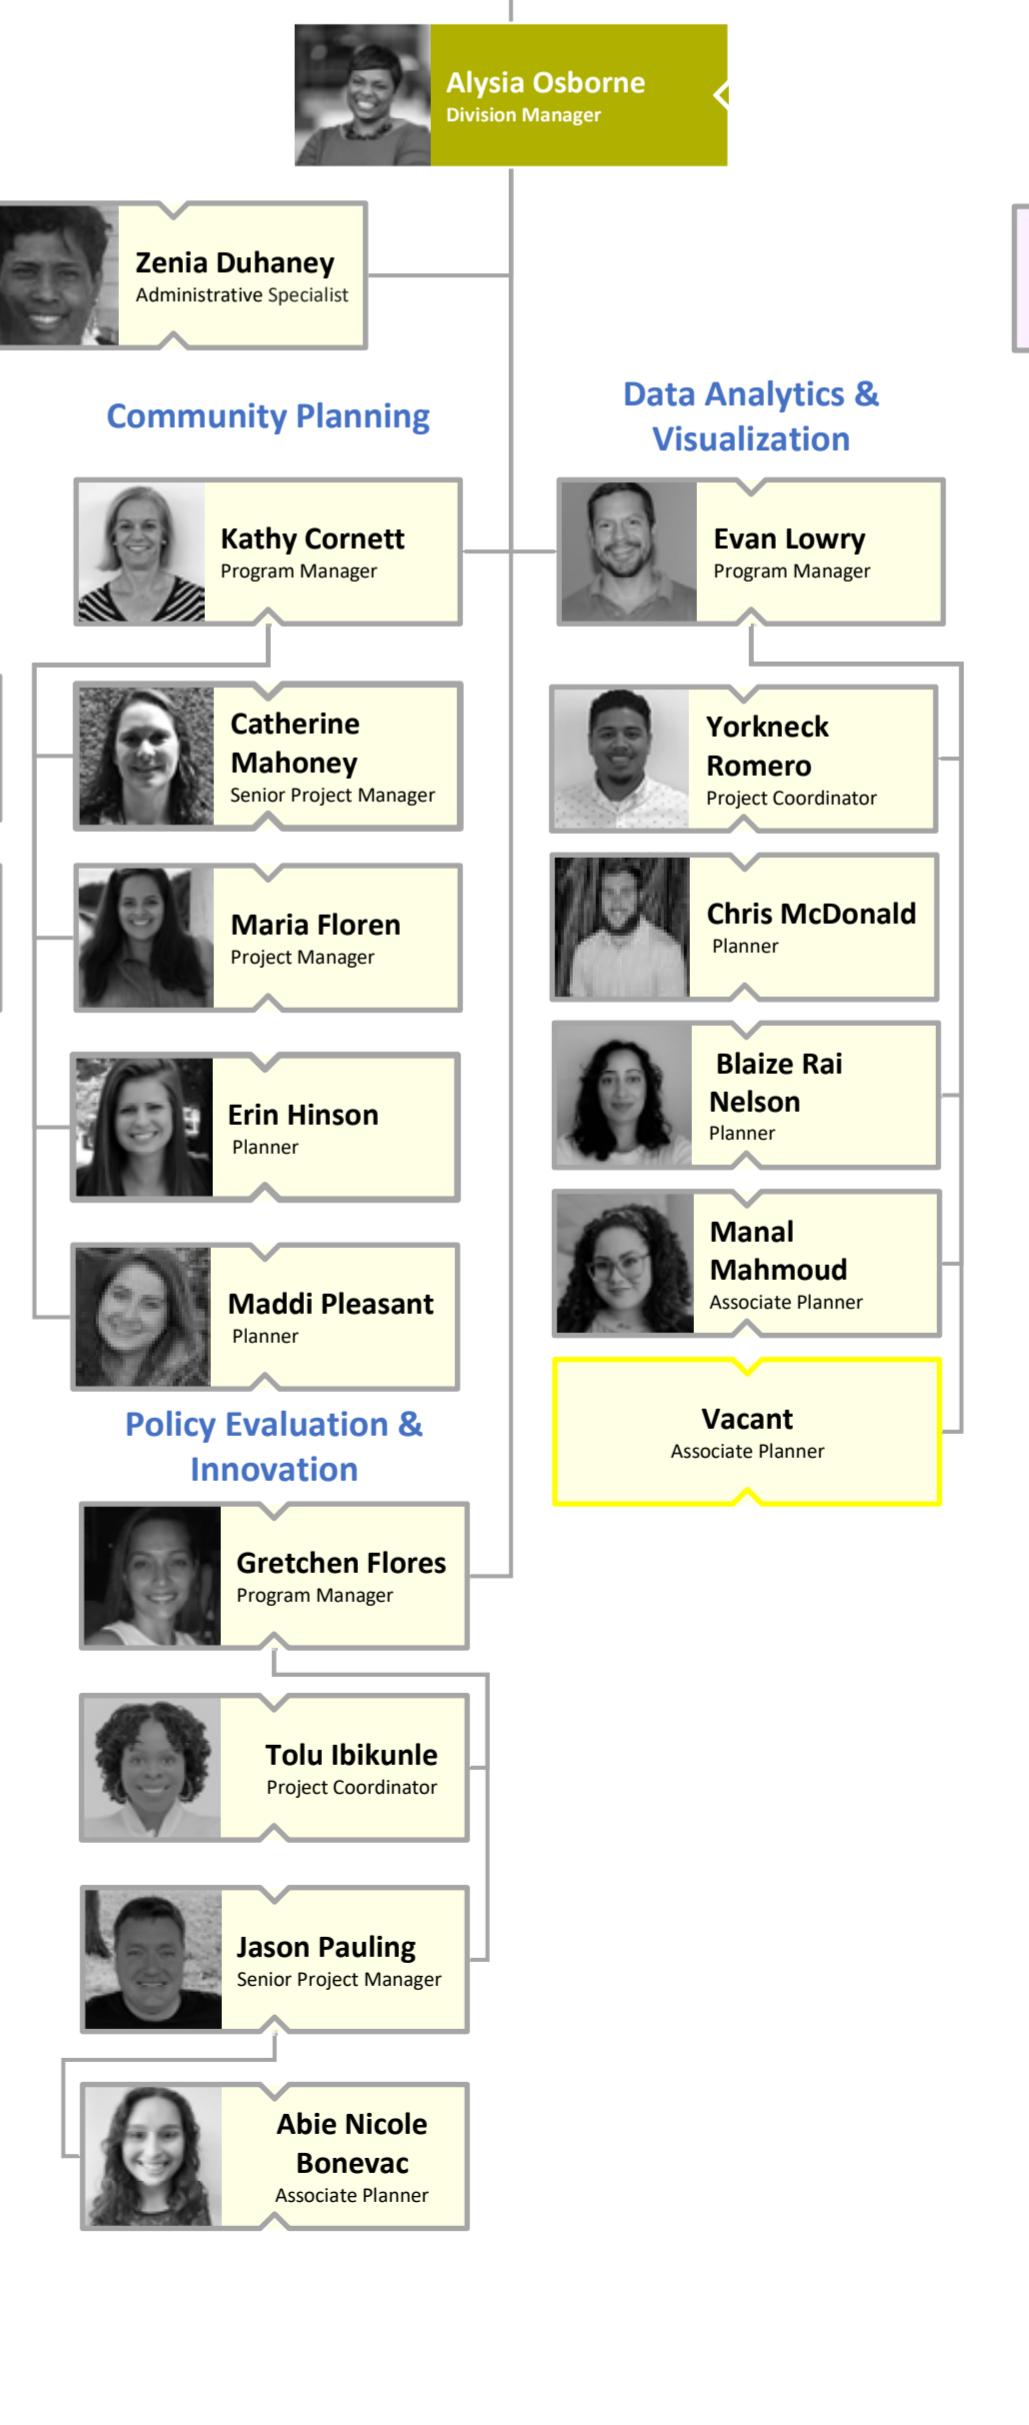 Alysia Osborne
Division Manager
Zenia Duhaney
Administrative Specialist
Community Planning
Kathy Cornett
Program Manager
Catherine
Mahoney
Senior Project Manager
Maria Floren
Project Manager
Erin Hinson
Planner
Maddi Pleasant
Planner
Data Analytics &
Visualization
Evan Lowry
Program Manager
Yorkneck
Romero
Project Coordinator
Chris McDonald
Planner
Blaize Rai
Nelson
Planner
Manal
Mahmoud
Associate Planner
Vacant
Associate Planner
Policy Evaluation &
Innovation
Gretchen Flores
Program Manager
Tolu Ibikunle
Project Coordinator
Jason Pauling
Senior Project Manager
Abie Nicole
Bonevac
Associate Planner